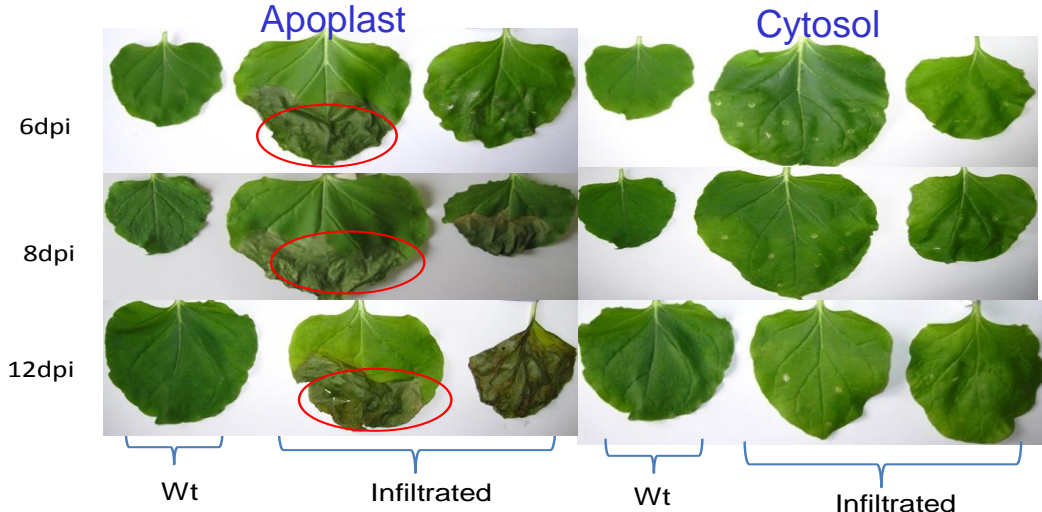 Apoplast
Cytosol
6dpi
8dpi
12dpi
Wt
Infiltrated
Wt
Infiltrated